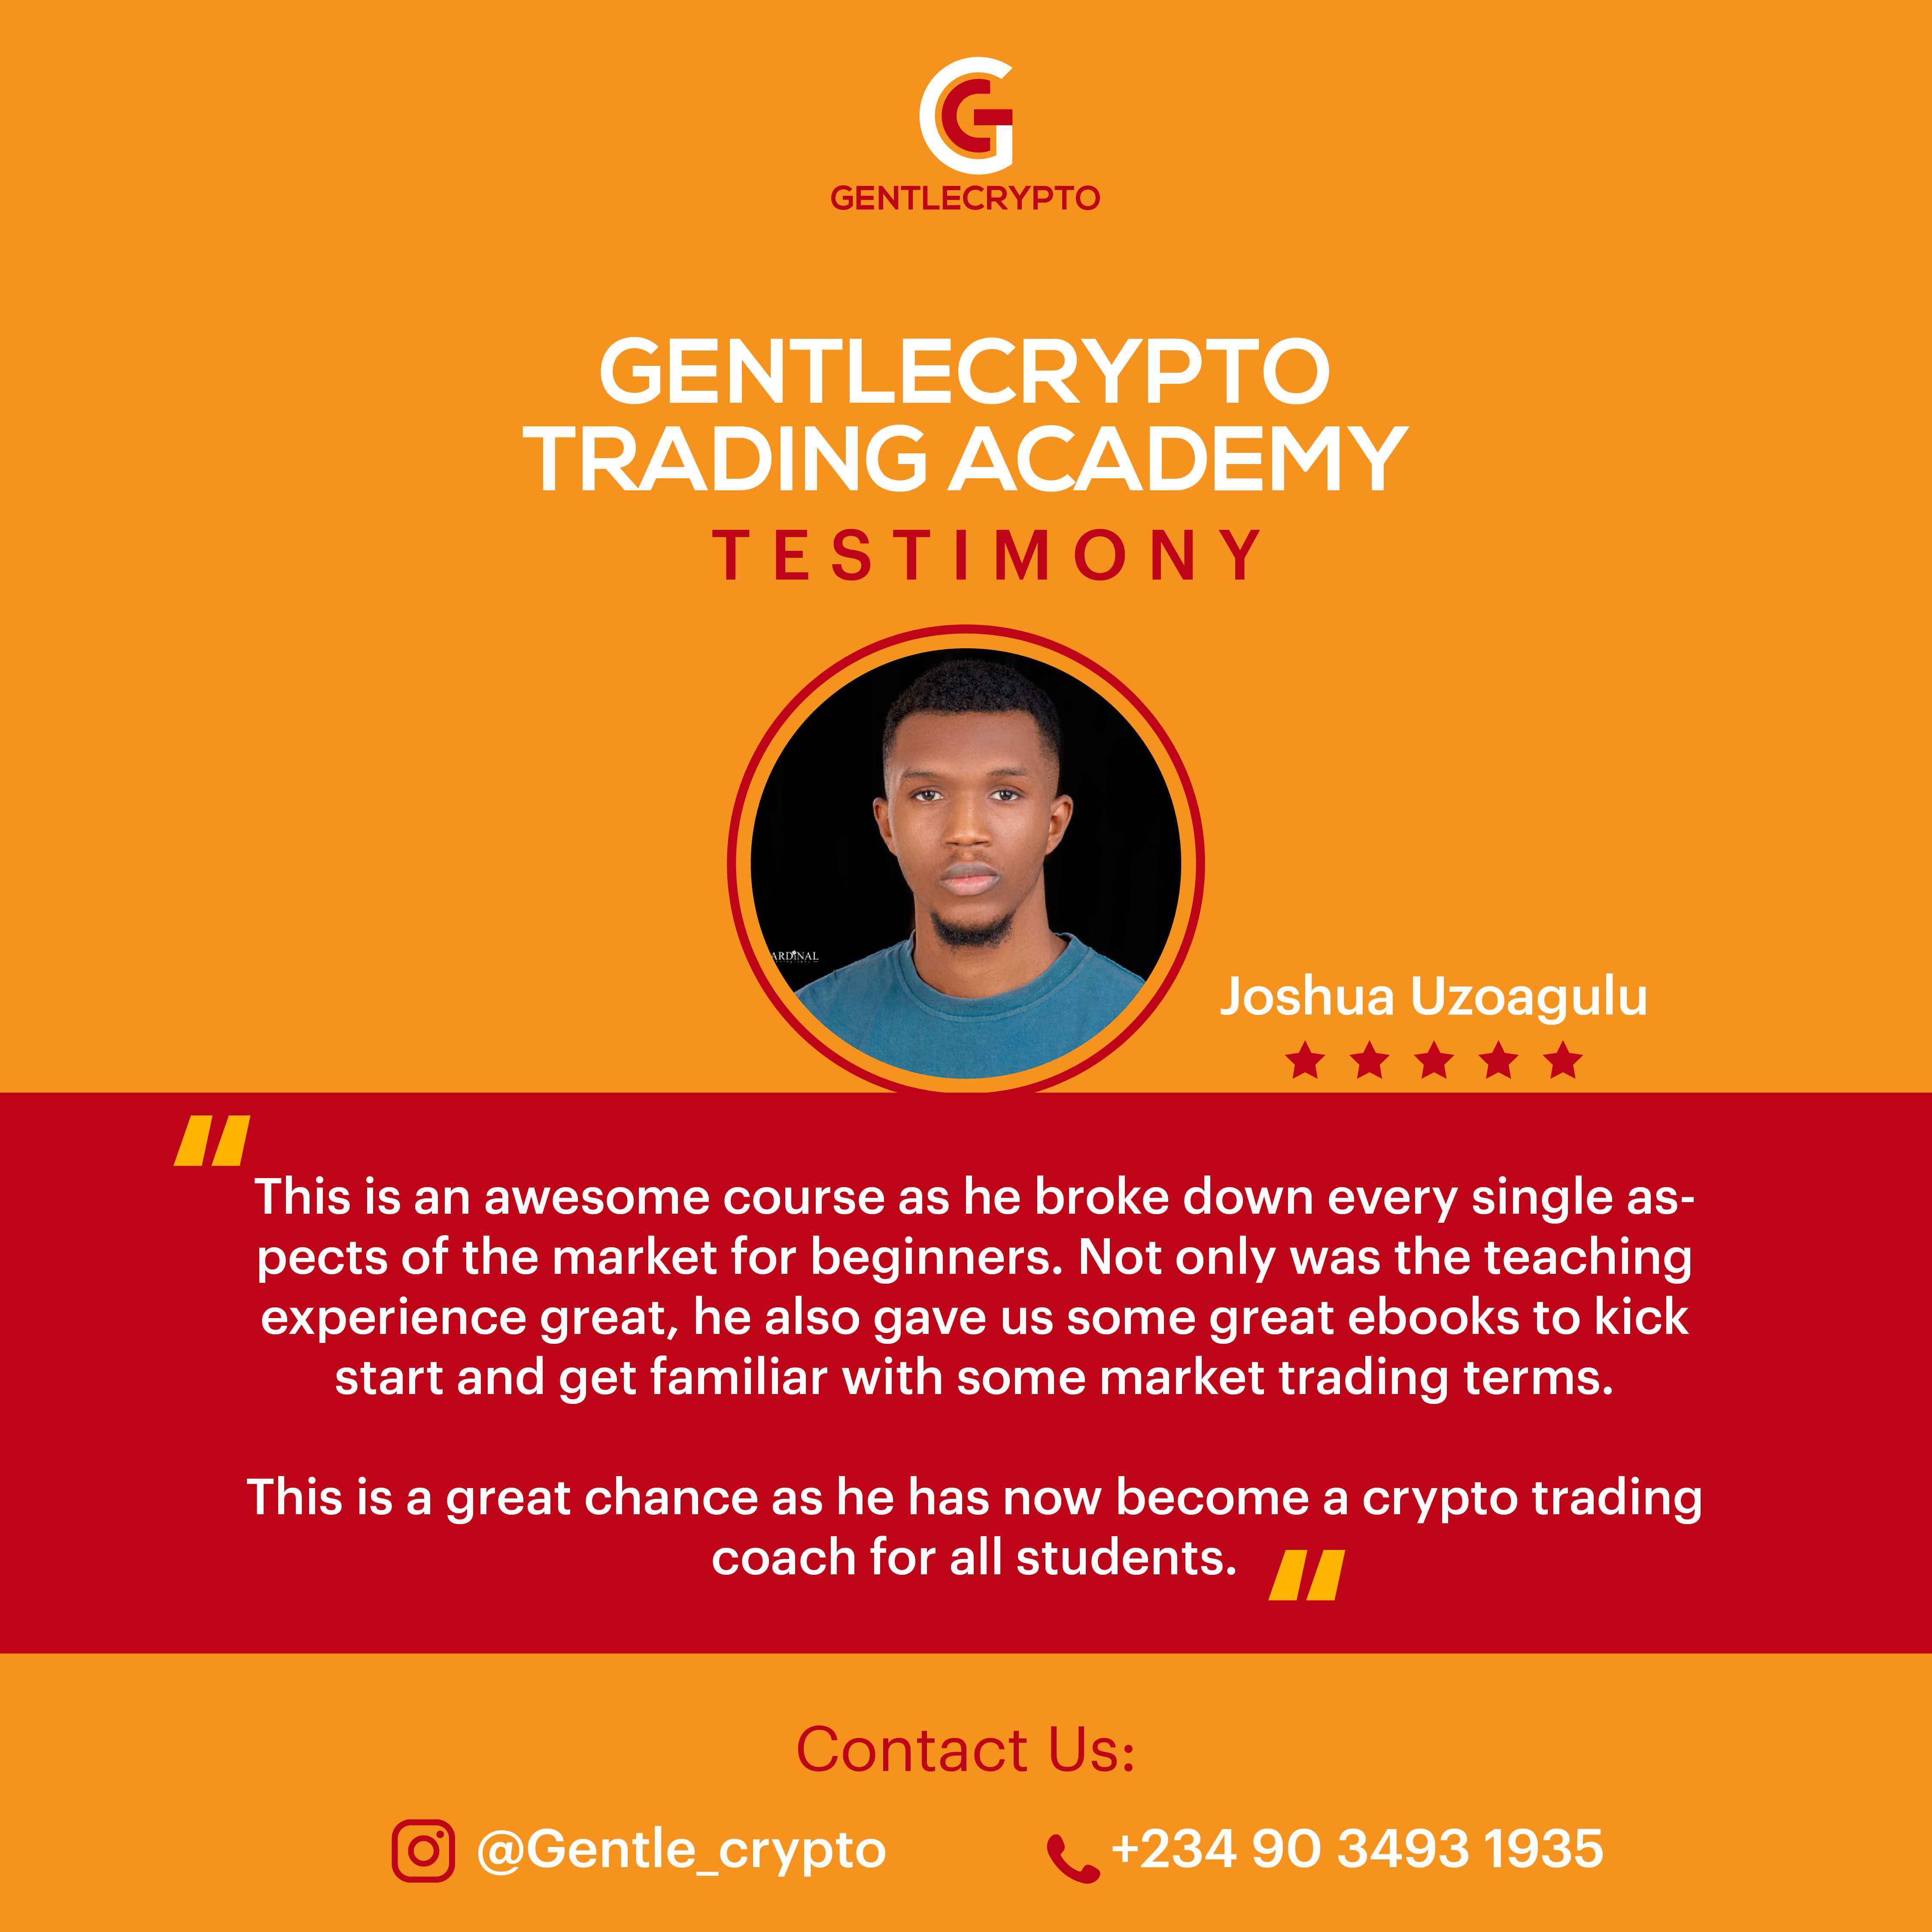 GENTLECRYPTO
GENTLECRYPTO
TRADING ACADEMY
TESTIMONY
ARDINAL
Joshua Uzoagulu
This is an awesome course as he broke down every single as-
pects of the market for beginners. Not only was the teaching
experience great, he also gave us some great ebooks to kick
start and get familiar with some market trading terms.
This is a great chance as he has now become a crypto trading
coach for all students.
Contact Us:
@Gentle_crypto
+234 90 3493 1935